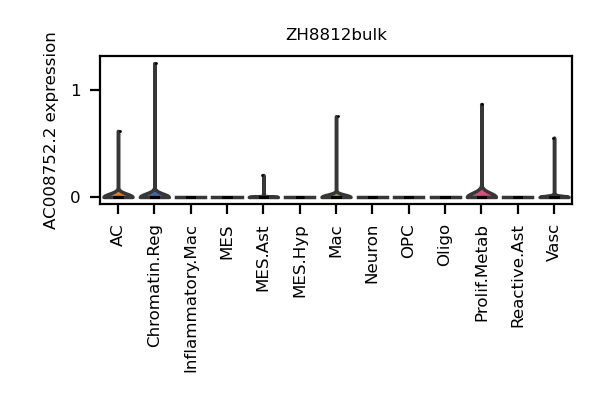 ZH8812bulk
AC008752.2 expression
1
0
AC
Chromatin.Reg
Inflammatory.Mac
MES
MES.Ast
MES.Hyp
Mac
Neuron
OPC
Oligo
Prolif.Metab
Reactive.Ast
Vasc